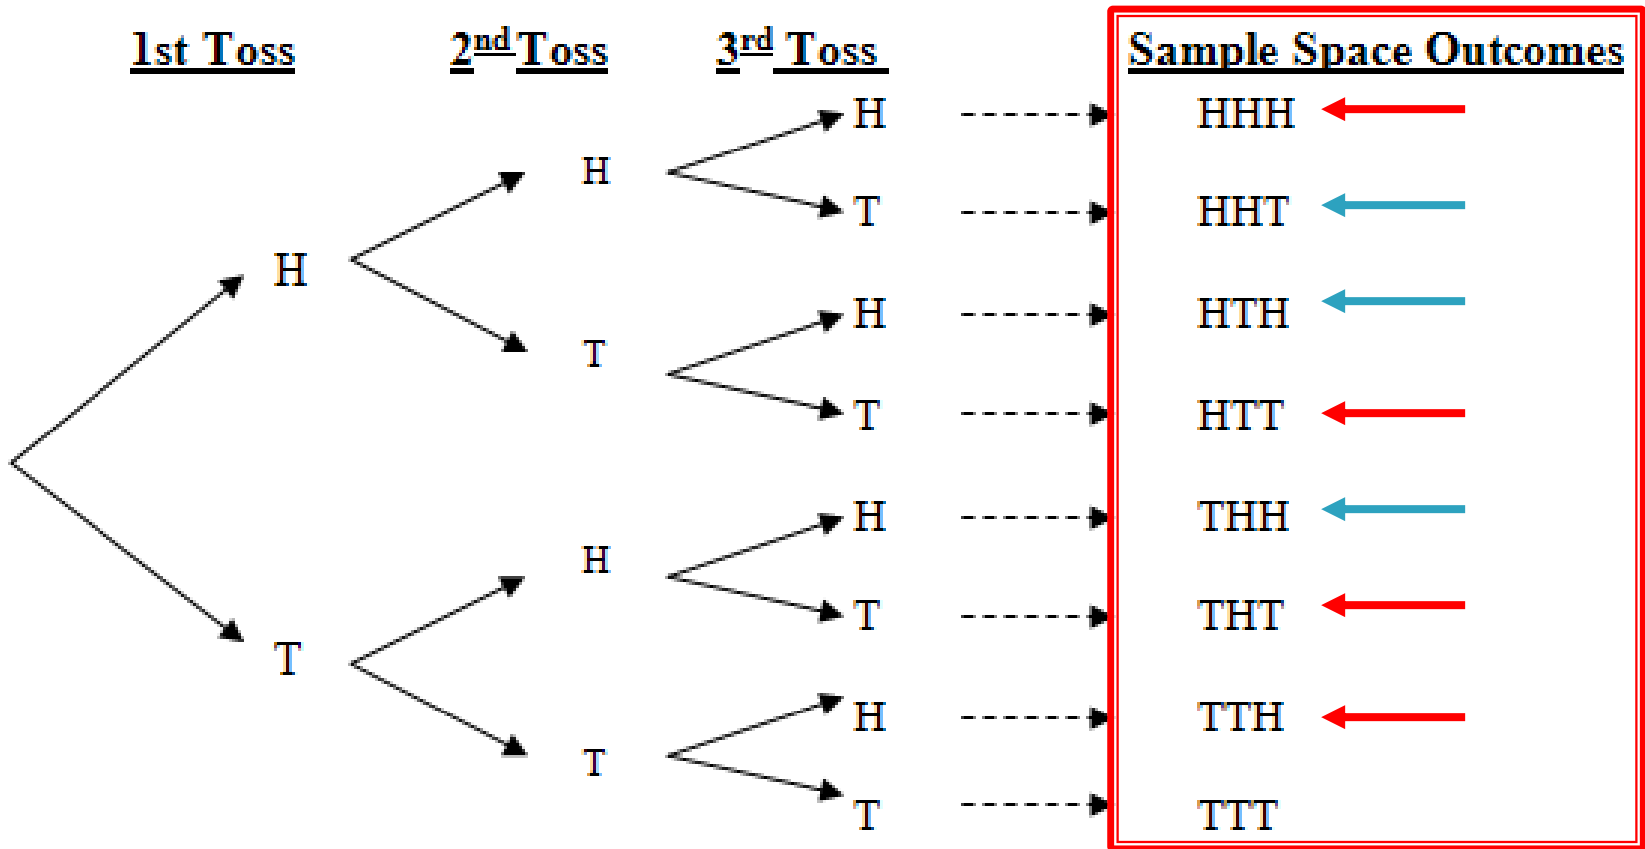 1st Toss 2nd Toss 3rd Toss Sample Space Outcomes
H HHH
H
T HHT
H
H HTH
T
T HTT
H THH
H
T THT
T
H TTH
T
T TTT